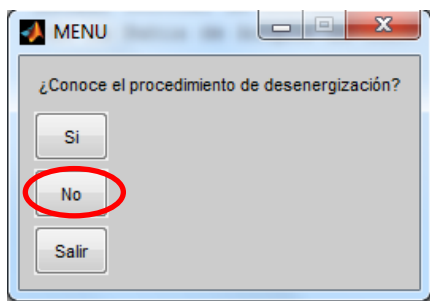 MENU
¿Conoce el procedimiento de desenergización?
Si
No
Salir